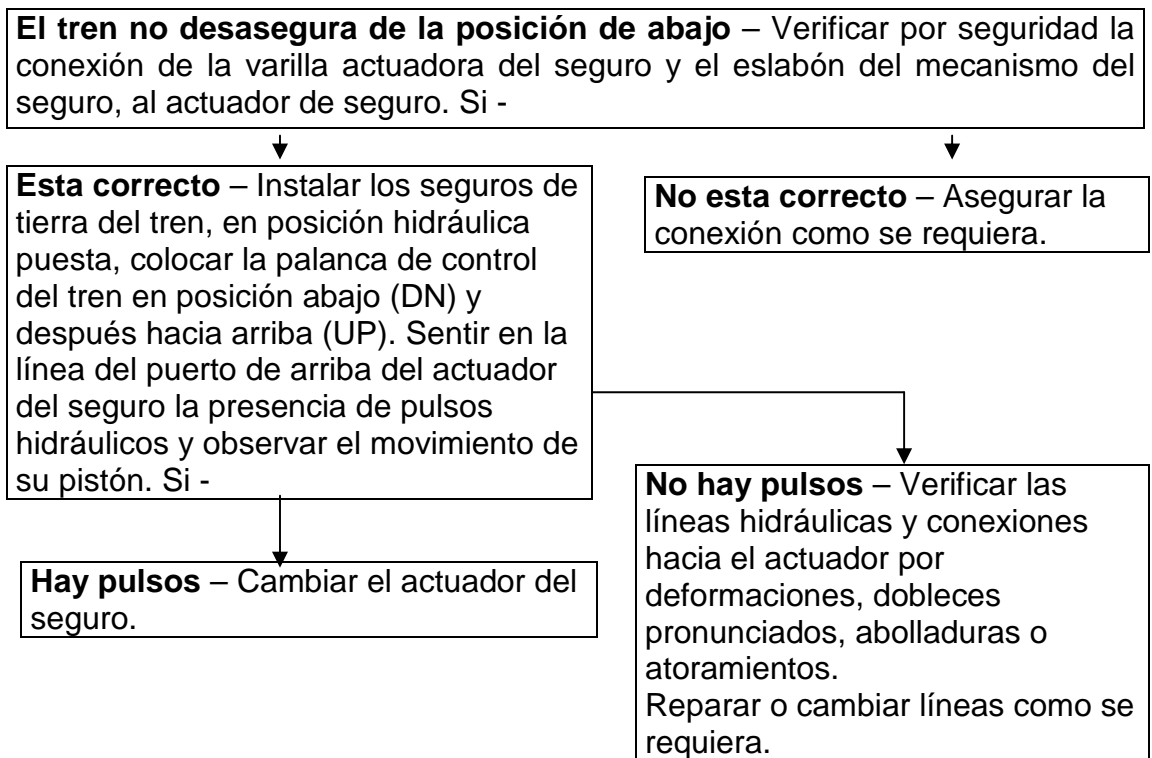 El tren no desasegura de la posición de abajo – Verificar por seguridad la
conexión de la varilla actuadora del seguro y el eslabón del mecanismo del
seguro, al actuador de seguro. Si -
Esta correcto – Instalar los seguros de
tierra del tren, en posición hidráulica
puesta, colocar la palanca de control
del tren en posición abajo (DN) y
después hacia arriba (UP). Sentir en la
línea del puerto de arriba del actuador
del seguro la presencia de pulsos
hidráulicos y observar el movimiento de
su pistón. Si -
No esta correcto – Asegurar la
conexión como se requiera.
Hay pulsos – Cambiar el actuador del
seguro.
No hay pulsos – Verificar las
líneas hidráulicas y conexiones
hacia el actuador por
deformaciones, dobleces
pronunciados, abolladuras o
atoramientos.
Reparar o cambiar líneas como se
requiera.